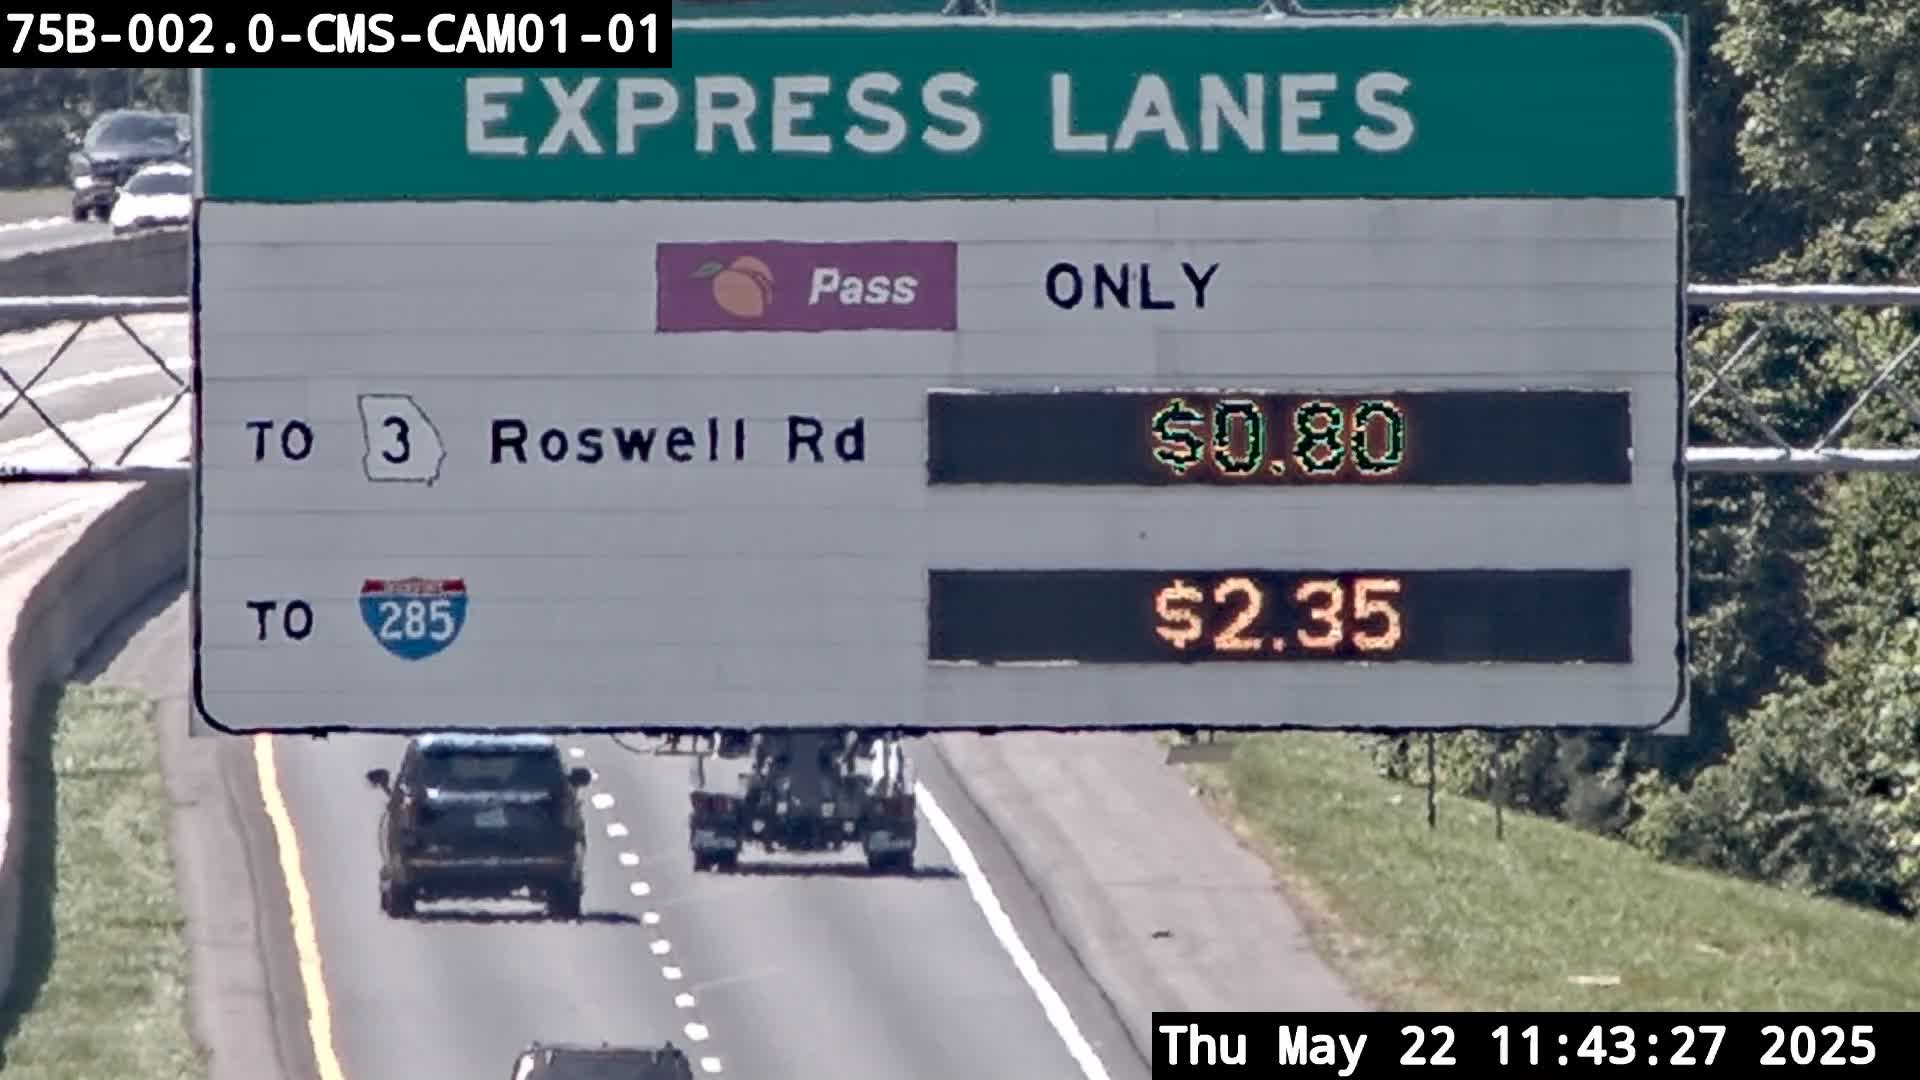 75B-002.0-CMS-CAM01-01
EXPRESS LANES
Pass ONLY
TO 3 Roswell Rd $0.80
TO 285 $2.35
Thu May 22 11:43:27 2025